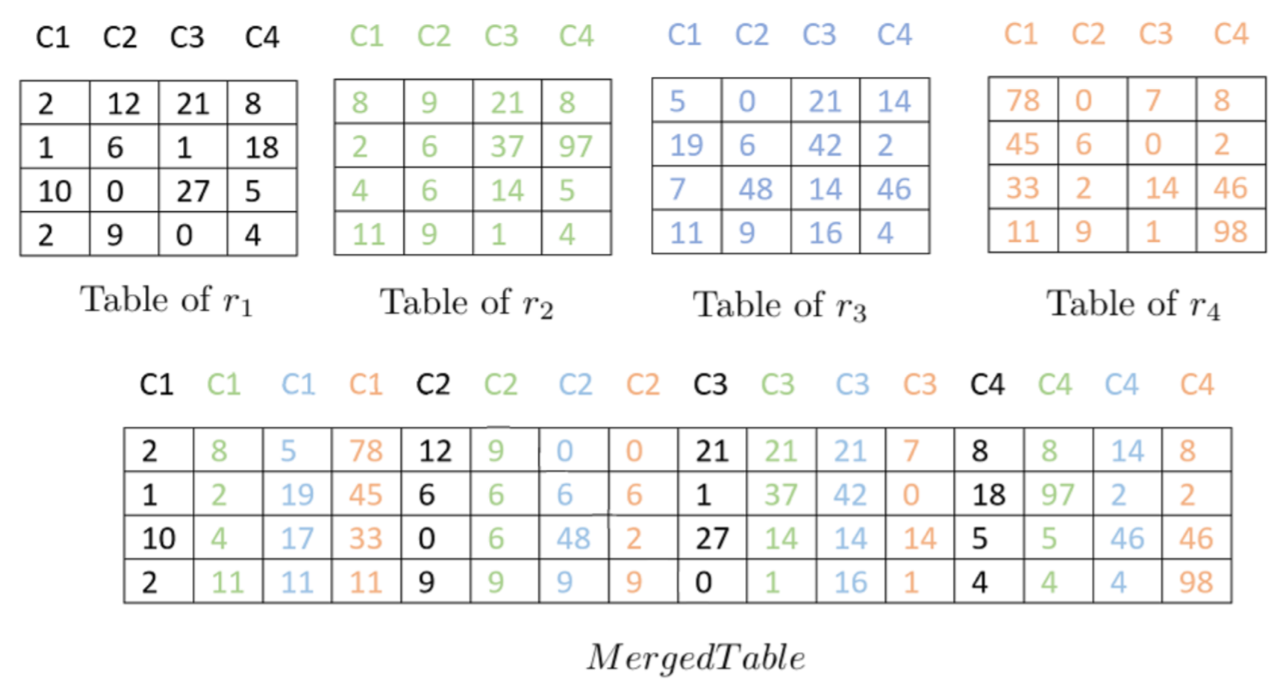 C1 C2 C3 C4 C1 C2 C3 C4 C1 C2 C3 C4 C1 C2 C3 C4
2 12 21 8 8 9 21 8 5 0 21 14 78 0 7 8
1 6 1 18 2 6 37 97 19 6 42 2 45 6 0 2
10 0 27 5 4 6 14 5 7 48 14 46 33 2 14 46
2 9 0 4 11 9 1 4 11 9 16 4 11 9 1 98
Table of r1 Table of r2 Table of r3 Table of r4
C1 C1 C1 C1 C2 C2 C2 C2 C3 C3 C3 C3 C4 C4 C4 C4
2 8 5 78 12 9 0 0 21 21 21 7 8 8 14 8
1 2 19 45 6 6 6 6 1 37 42 0 18 97 2 2
10 4 17 33 0 6 48 2 27 14 14 14 5 5 46 46
2 11 11 11 9 9 9 9 0 1 16 1 4 4 4 98
MergedTable